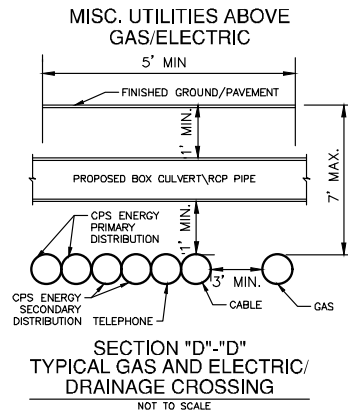 MISC. UTILITIES ABOVE
GAS/ELECTRIC
5' MIN
FINISHED GROUND/PAVEMENT
1' MIN.
PROPOSED BOX CULVERT\RCP PIPE
7' MAX.
1' MIN.
CPS ENERGY
PRIMARY
DISTRIBUTION
3' MIN.
CPS ENERGY
SECONDARY
DISTRIBUTION
TELEPHONE
CABLE
GAS
SECTION "D"-"D"
TYPICAL GAS AND ELECTRIC/
DRAINAGE CROSSING
NOT TO SCALE